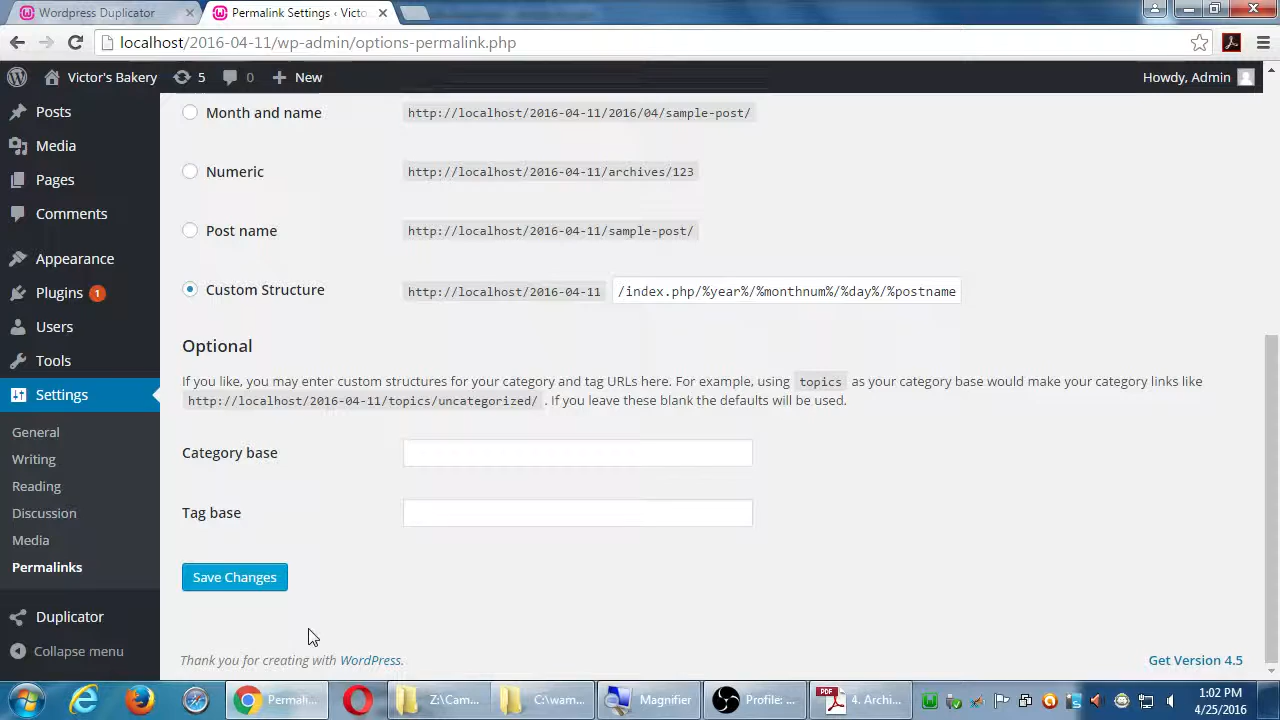 Wordpress Duplicator
Permalink Settings ‹ Victo
localhost/2016-04-11/wp-admin/options-permalink.php
Victor's Bakery 5 0 New Howdy, Admin
Posts
Media
Pages
Comments
Appearance
Plugins 1
Users
Tools
Settings
General
Writing
Reading
Discussion
Media
Permalinks
Duplicator
Collapse menu
Month and name http://localhost/2016-04-11/2016/04/sample-post/
Numeric http://localhost/2016-04-11/archives/123
Post name http://localhost/2016-04-11/sample-post/
Custom Structure http://localhost/2016-04-11 /index.php/%year%/%monthnum%/%day%/%postname
Optional
If you like, you may enter custom structures for your category and tag URLs here. For example, using topics as your category base would make your category links like
http://localhost/2016-04-11/topics/uncategorized/ . If you leave these blank the defaults will be used.
Category base
Tag base
Save Changes
Thank you for creating with WordPress. Get Version 4.5
Permali... Z:\Cam... C:\wam... Magnifier Profile: ... 4. Archi...
1:02 PM
4/25/2016